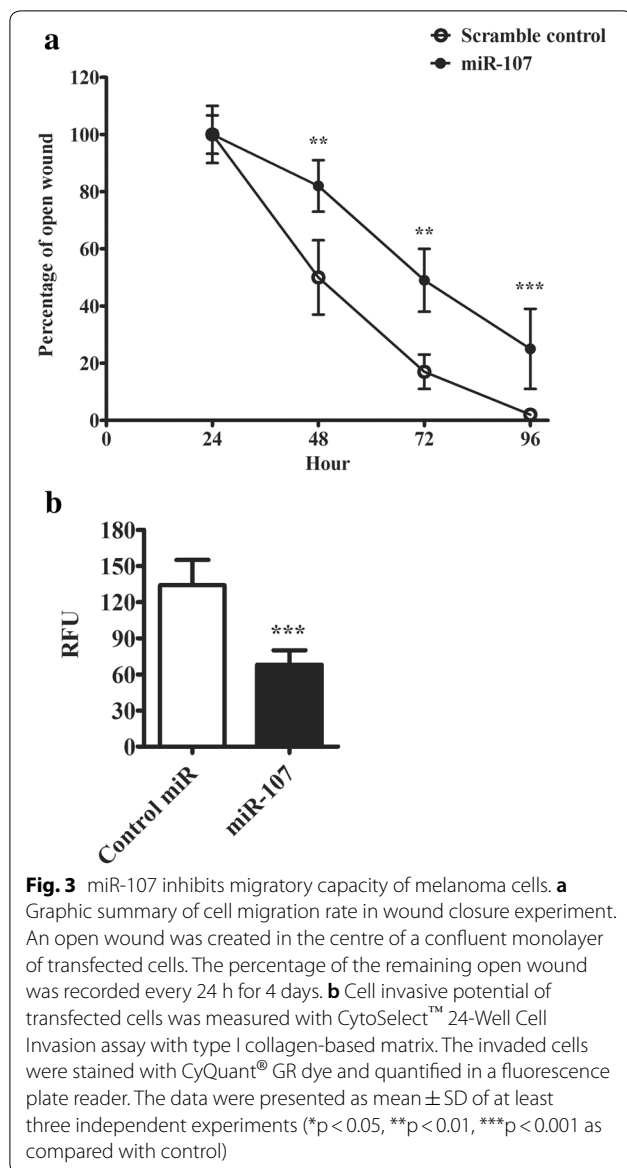 a
Scramble control
miR-107
Percentage of open wound
120
100
80
60
40
20
0
**
**
***
0 24 48 72 96
Hour
b
RFU
180
150
120
90
60
30
0
***
Control miR
miR-107
Fig. 3 miR-107 inhibits migratory capacity of melanoma cells. a
Graphic summary of cell migration rate in wound closure experiment.
An open wound was created in the centre of a confluent monolayer
of transfected cells. The percentage of the remaining open wound
was recorded every 24 h for 4 days. b Cell invasive potential of
transfected cells was measured with CytoSelect™ 24-Well Cell
Invasion assay with type I collagen-based matrix. The invaded cells
were stained with CyQuant® GR dye and quantified in a fluorescence
plate reader. The data were presented as mean ± SD of at least
three independent experiments (*p < 0.05, **p < 0.01, ***p < 0.001 as
compared with control)